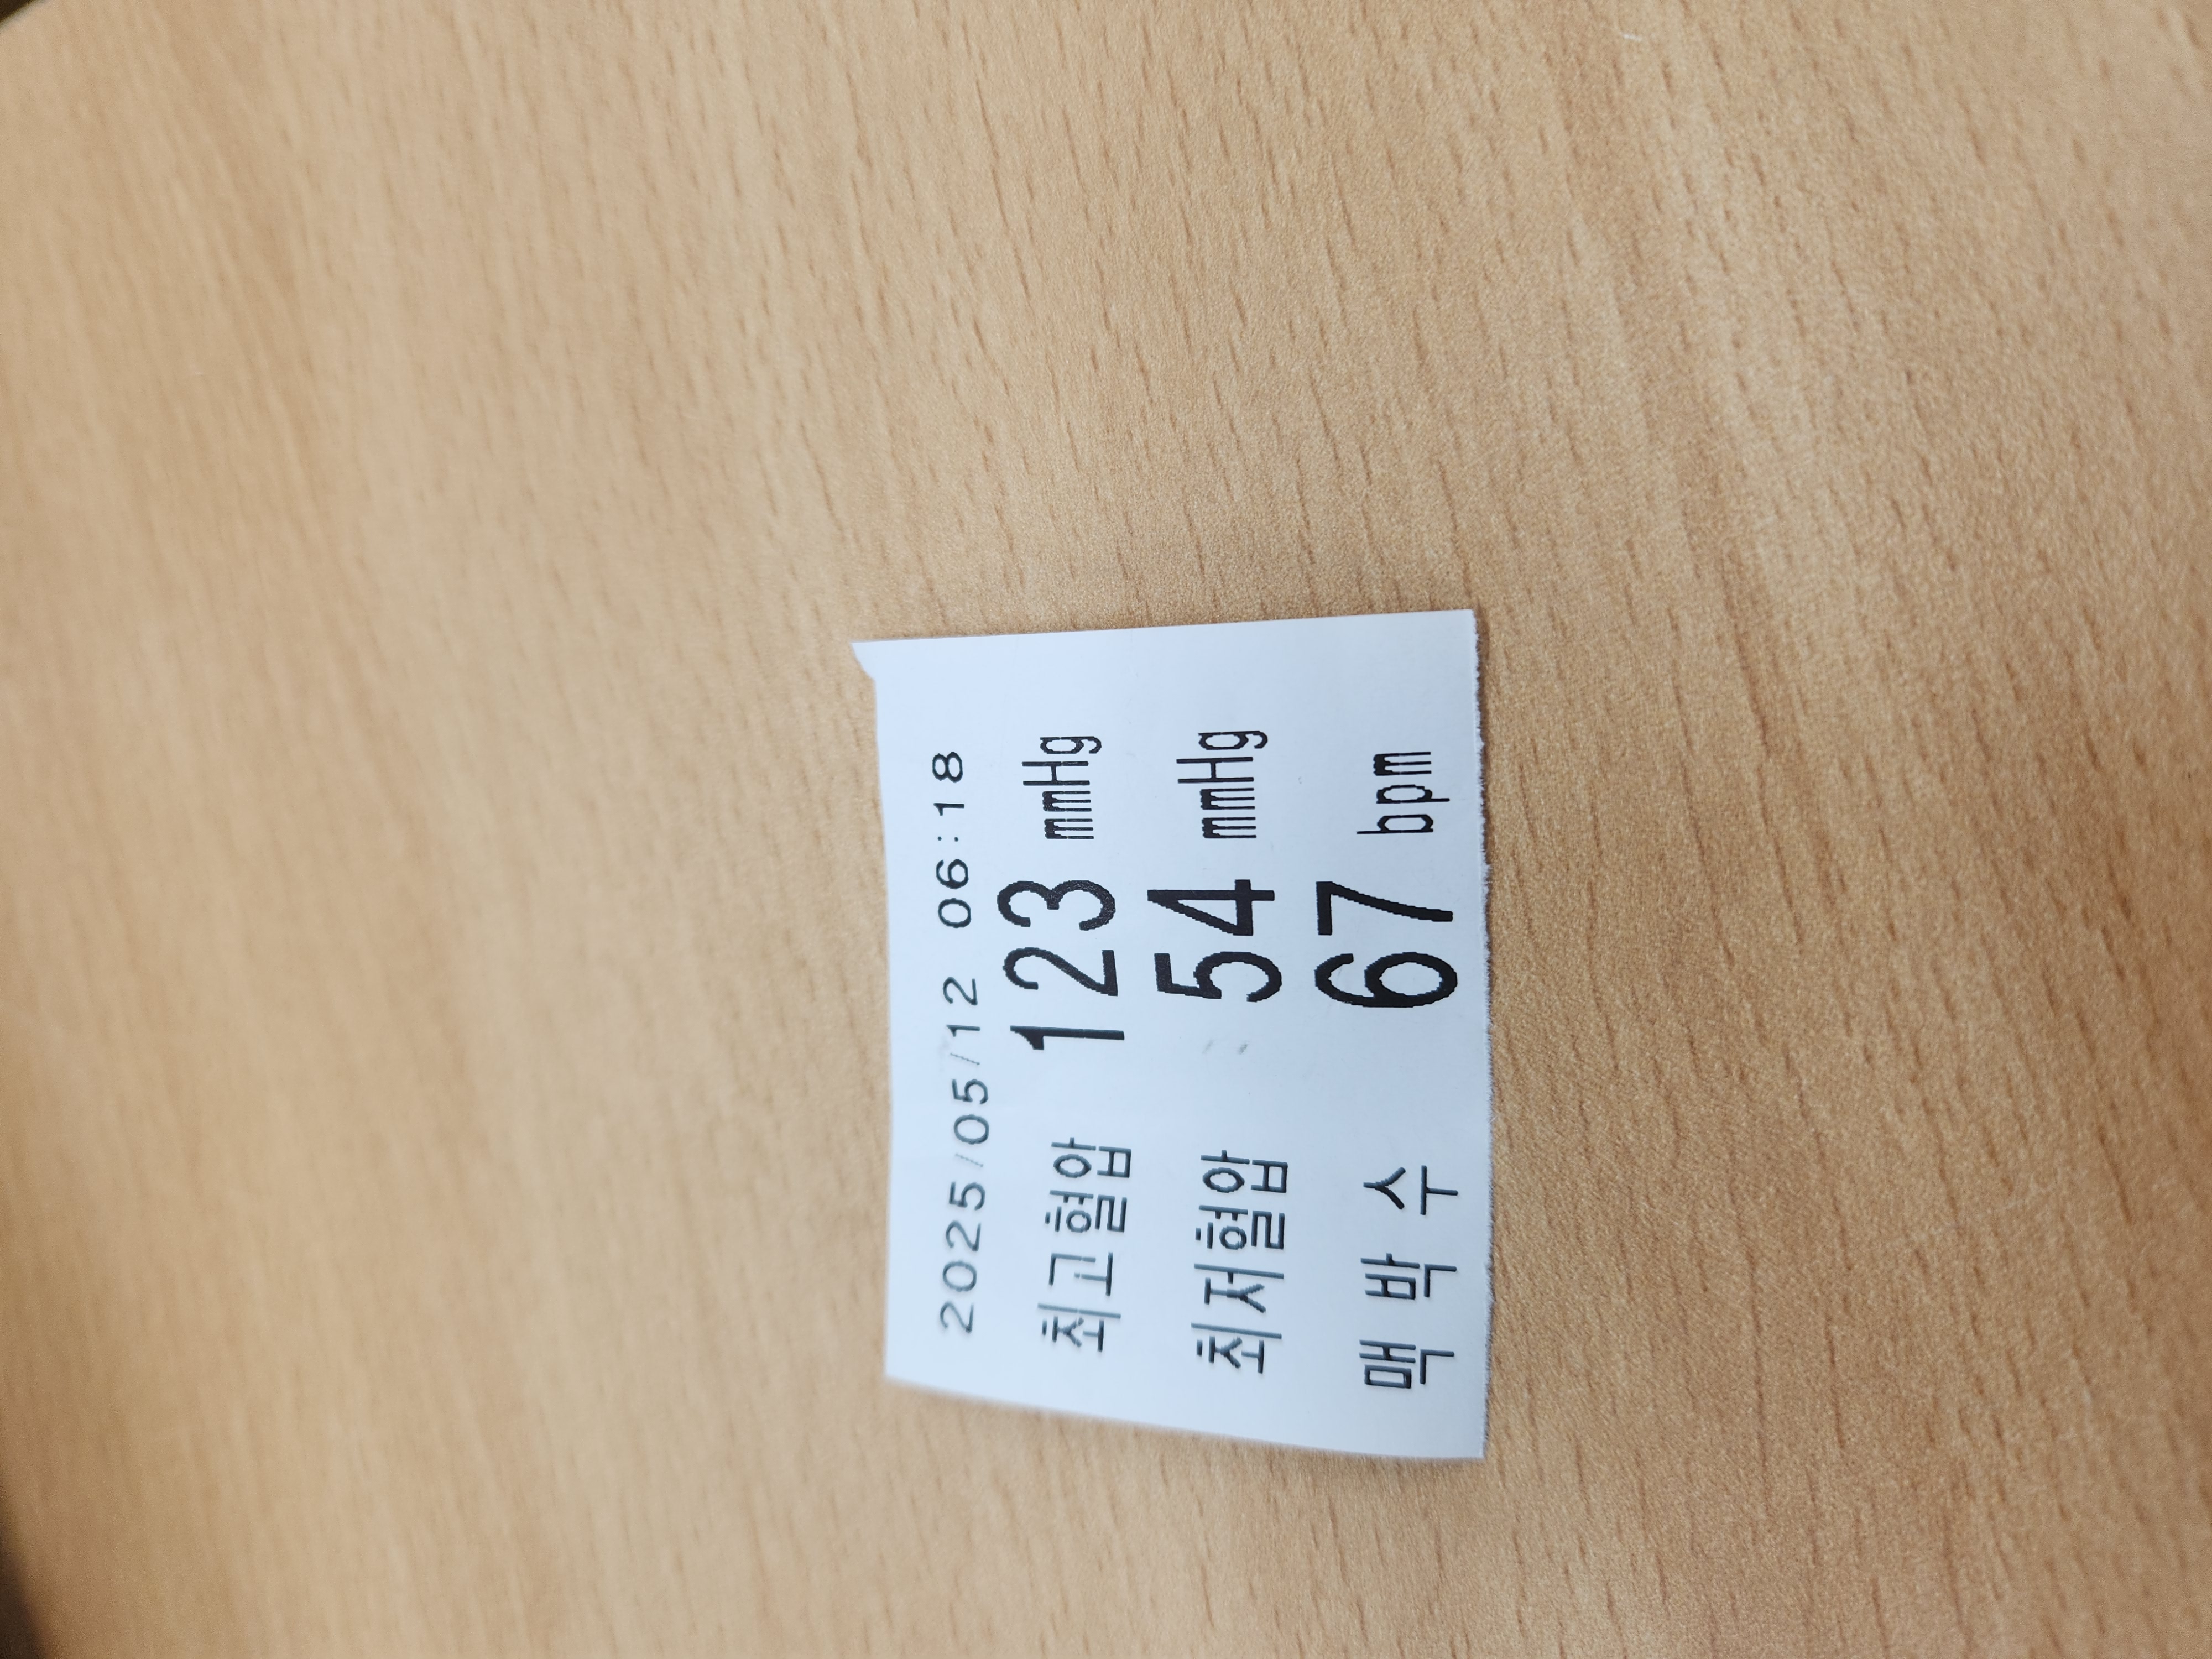 2025/05/12 06:18
최고혈압 123 mmHg
최저혈압 54 mmHg
맥 박 수 67 bpm